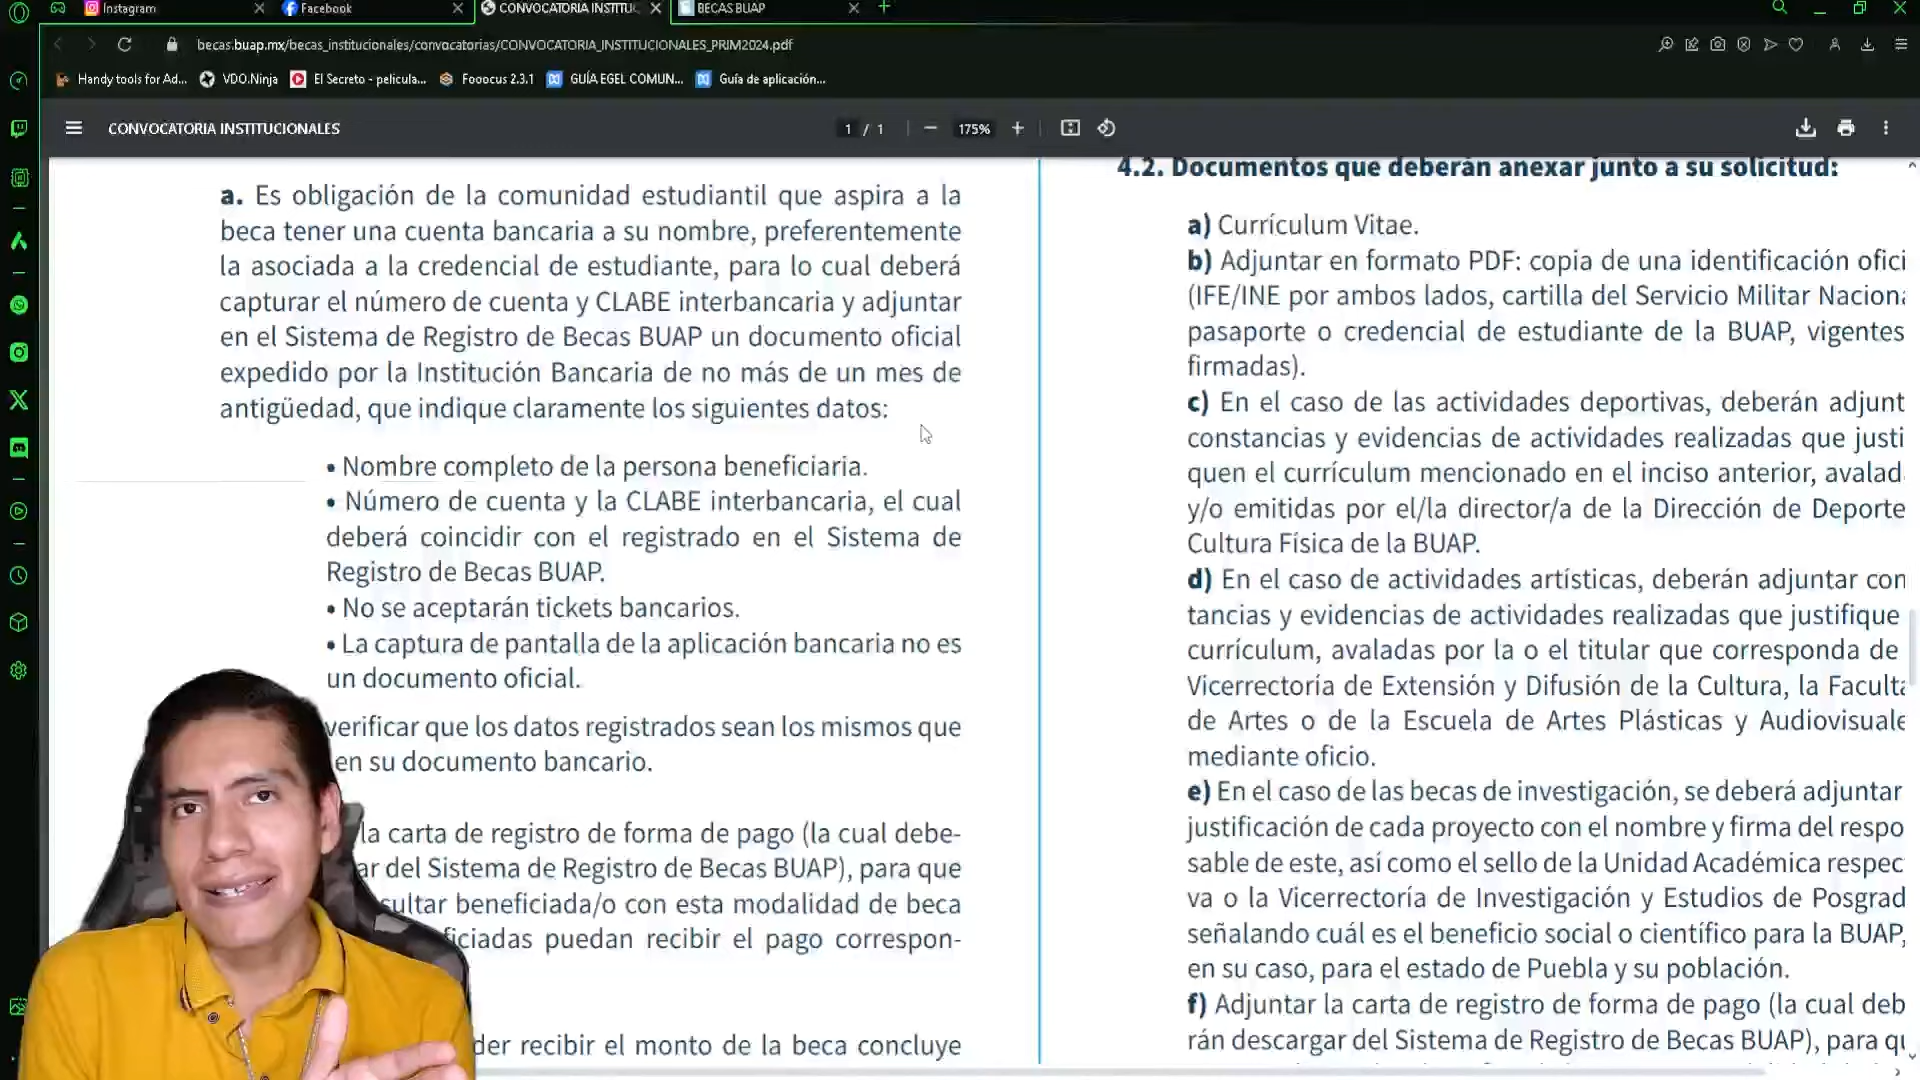 Instagram
Facebook
CONVOCATORIA INSTITUC
BECAS BUAP
becas.buap.mx/becas_institucionales/convocatorias/CONVOCATORIA_INSTITUCIONALES_PRIM2024.pdf
Handy tools for Ad...
VDO.Ninja
El Secreto - pelicula...
Fooocus 2.3.1
GUÍA EGEL COMUN...
Guía de aplicación...
CONVOCATORIA INSTITUCIONALES
1 / 1
175%
a. Es obligación de la comunidad estudiantil que aspira a la
beca tener una cuenta bancaria a su nombre, preferentemente
la asociada a la credencial de estudiante, para lo cual deberá
capturar el número de cuenta y CLABE interbancaria y adjuntar
en el Sistema de Registro de Becas BUAP un documento oficial
expedido por la Institución Bancaria de no más de un mes de
antigüedad, que indique claramente los siguientes datos:
• Nombre completo de la persona beneficiaria.
• Número de cuenta y la CLABE interbancaria, el cual
deberá coincidir con el registrado en el Sistema de
Registro de Becas BUAP.
• No se aceptarán tickets bancarios.
• La captura de pantalla de la aplicación bancaria no es
un documento oficial.
verificar que los datos registrados sean los mismos que
en su documento bancario.
la carta de registro de forma de pago (la cual debe-
ar del Sistema de Registro de Becas BUAP), para que
sultar beneficiada/o con esta modalidad de beca
ficiadas puedan recibir el pago correspon-
der recibir el monto de la beca concluye
4.2. Documentos que deberán anexar junto a su solicitud:
a) Currículum Vitae.
b) Adjuntar en formato PDF: copia de una identificación ofici
(IFE/INE por ambos lados, cartilla del Servicio Militar Naciona
pasaporte o credencial de estudiante de la BUAP, vigentes
firmadas).
c) En el caso de las actividades deportivas, deberán adjunt
constancias y evidencias de actividades realizadas que justi
quen el currículum mencionado en el inciso anterior, avalad
y/o emitidas por el/la director/a de la Dirección de Deporte
Cultura Física de la BUAP.
d) En el caso de actividades artísticas, deberán adjuntar con
tancias y evidencias de actividades realizadas que justifique
currículum, avaladas por la o el titular que corresponda de
Vicerrectoría de Extensión y Difusión de la Cultura, la Faculta
de Artes o de la Escuela de Artes Plásticas y Audiovisuale
mediante oficio.
e) En el caso de las becas de investigación, se deberá adjuntar
justificación de cada proyecto con el nombre y firma del respo
sable de este, así como el sello de la Unidad Académica respec
va o la Vicerrectoría de Investigación y Estudios de Posgrad
señalando cuál es el beneficio social o científico para la BUAP,
en su caso, para el estado de Puebla y su población.
f) Adjuntar la carta de registro de forma de pago (la cual deb
rán descargar del Sistema de Registro de Becas BUAP), para qu